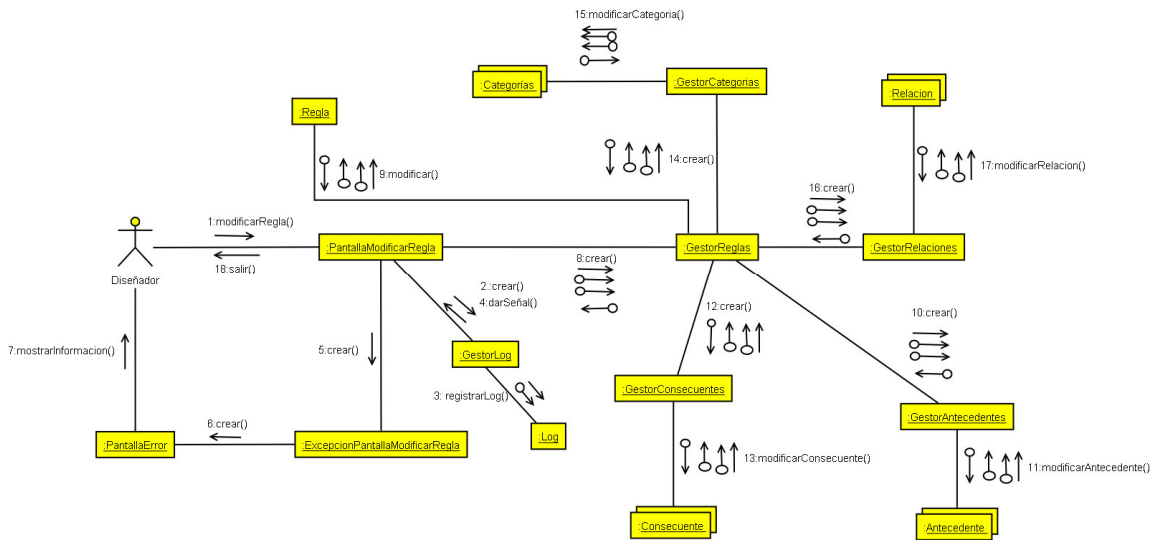 15:modificarCategoria()
:Categorías
:GestorCategorias
:Relacion
:Regla
9:modificar()
14:crear()
17:modificarRelacion()
16:crear()
1:modificarRegla()
:PantallaModificarRegla
:GestorReglas
:GestorRelaciones
18:salir()
8:crear()
Diseñador
2.:crear()
4:darSeñal()
12:crear()
10:crear()
7:mostrarInformacion()
5:crear()
:GestorLog
3: registrarLog()
:GestorConsecuentes
:GestorAntecedentes
6:crear()
:PantallaError
:ExcepcionPantallaModificarRegla
:Log
13:modificarConsecuente()
11:modificarAntecedente()
:Consecuente
:Antecedente